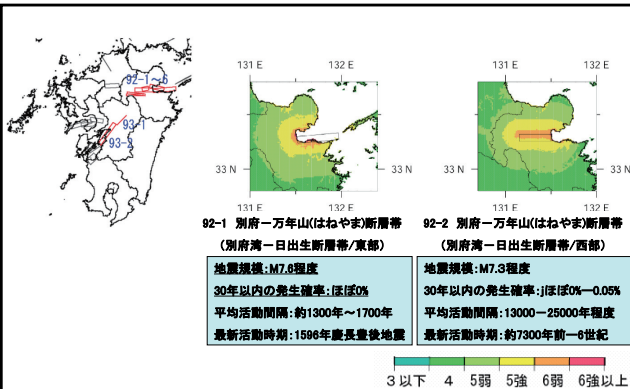 92-1～6
93-1
93-2
131 E 132 E
33 N
131 E 132 E
33 N
92-1 別府－万年山(はねやま)断層帯
(別府湾－日出生断層帯/東部)
地震規模:M7.6程度
30年以内の発生確率:ほぼ0%
平均活動間隔:約1300年～1700年
最新活動時期:1596年慶長豊後地震
92-2 別府－万年山(はねやま)断層帯
(別府湾－日出生断層帯/西部)
地震規模:M7.3程度
30年以内の発生確率:jほぼ0%―0.05%
平均活動間隔:13000－25000年程度
最新活動時期:約7300年前－6世紀
3以下 4 5弱 5強 6弱 6強以上